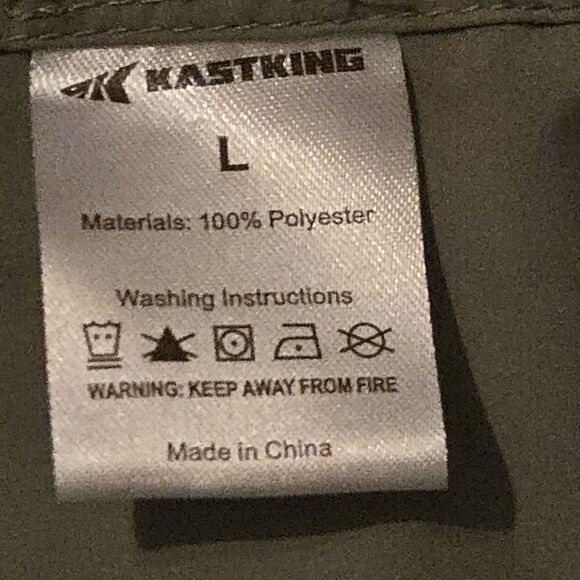 KASTKING
L
Materials: 100% Polyester
Washing Instructions
WARNING: KEEP AWAY FROM FIRE
Made in China